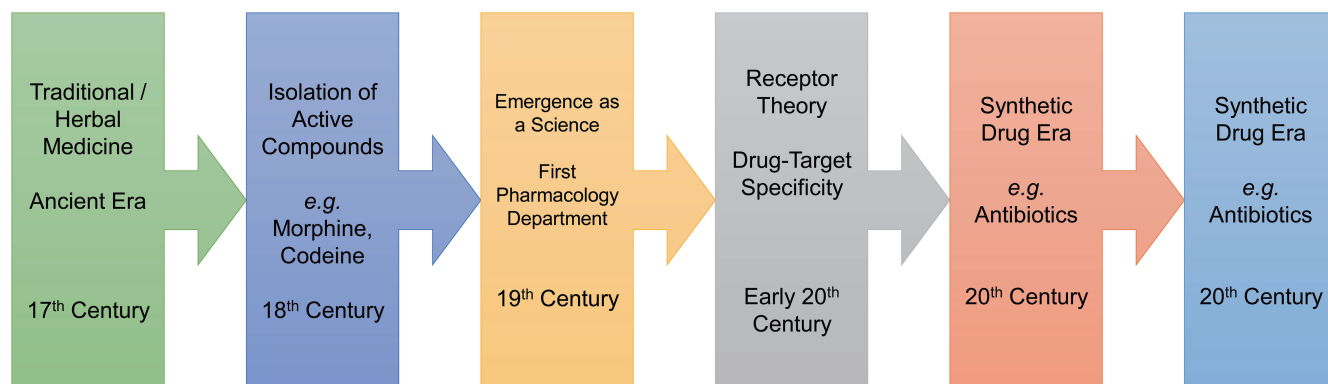 Traditional /
Herbal
Medicine
Ancient Era
17th Century
Isolation of
Active
Compounds
e.g.
Morphine,
Codeine
18th Century
Emergence as
a Science
First
Pharmacology
Department
19th Century
Receptor
Theory
Drug-Target
Specificity
Early 20th
Century
Synthetic
Drug Era
e.g.
Antibiotics
20th Century
Synthetic
Drug Era
e.g.
Antibiotics
20th Century